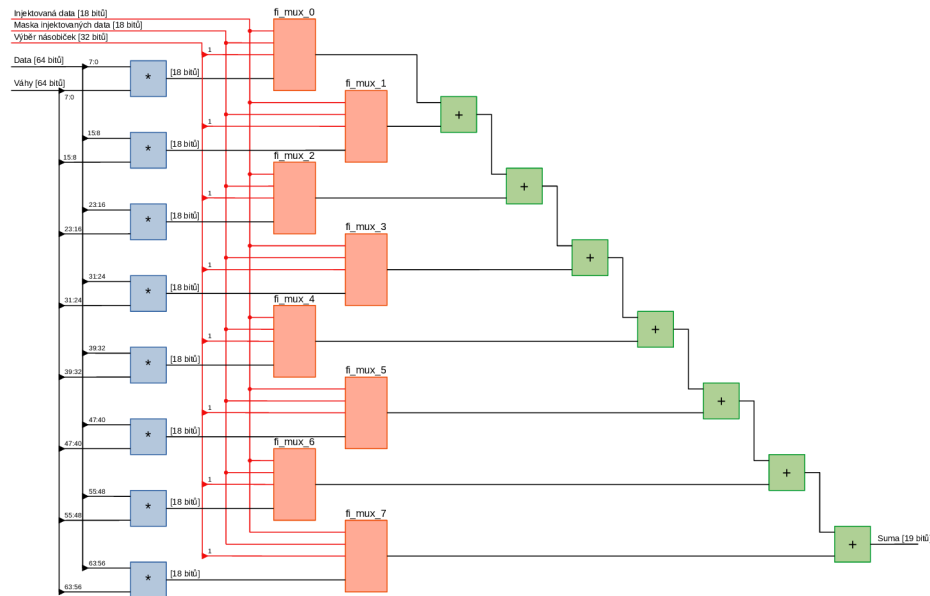 Injektovaná data [18 bitů]
fi_mux_0
Maska injektovaných data [18 bitů]
Výběr násobiček [32 bitů]
1
Data [64 bitů]
7:0
*
[18 bitů]
Váhy [64 bitů]
7:0
fi_mux_1
+
1
15:8
*
[18 bitů]
15:8
fi_mux_2
+
1
23:16
*
[18 bitů]
23:16
fi_mux_3
+
1
31:24
*
[18 bitů]
31:24
fi_mux_4
+
1
39:32
*
[18 bitů]
39:32
fi_mux_5
+
1
47:40
*
[18 bitů]
47:40
fi_mux_6
+
1
55:48
*
[18 bitů]
55:48
fi_mux_7
+
Suma [19 bitů]
1
63:56
*
[18 bitů]
63:56